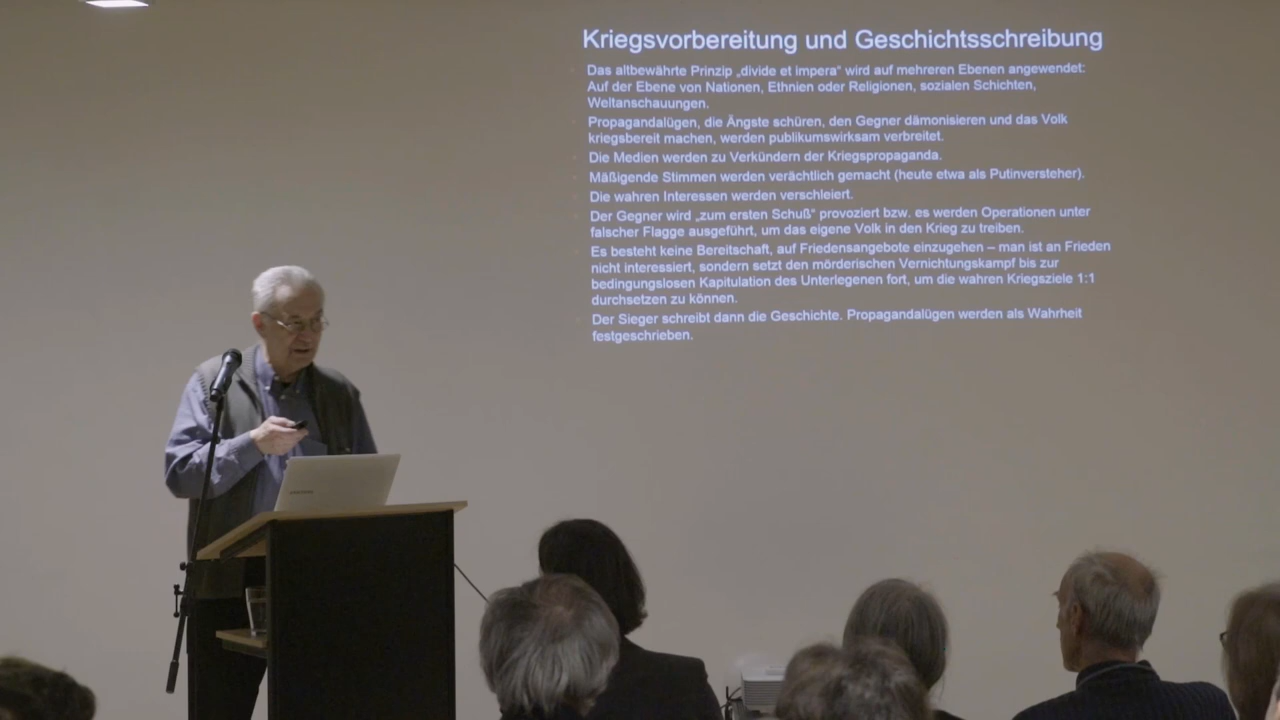 Kriegsvorbereitung und Geschichtsschreibung
Das altbewährte Prinzip „divide et impera“ wird auf mehreren Ebenen angewendet:
Auf der Ebene von Nationen, Ethnien oder Religionen, sozialen Schichten,
Weltanschauungen.
Propagandalügen, die Ängste schüren, den Gegner dämonisieren und das Volk
kriegsbereit machen, werden publikumswirksam verbreitet.
Die Medien werden zu Verkündern der Kriegspropaganda.
Mäßigende Stimmen werden verächtlich gemacht (heute etwa als Putinversteher).
Die wahren Interessen werden verschleiert.
Der Gegner wird „zum ersten Schuß“ provoziert bzw. es werden Operationen unter
falscher Flagge ausgeführt, um das eigene Volk in den Krieg zu treiben.
Es besteht keine Bereitschaft, auf Friedensangebote einzugehen – man ist an Frieden
nicht interessiert, sondern setzt den mörderischen Vernichtungskampf bis zur
bedingungslosen Kapitulation des Unterlegenen fort, um die wahren Kriegsziele 1:1
durchsetzen zu können.
Der Sieger schreibt dann die Geschichte. Propagandalügen werden als Wahrheit
festgeschrieben.